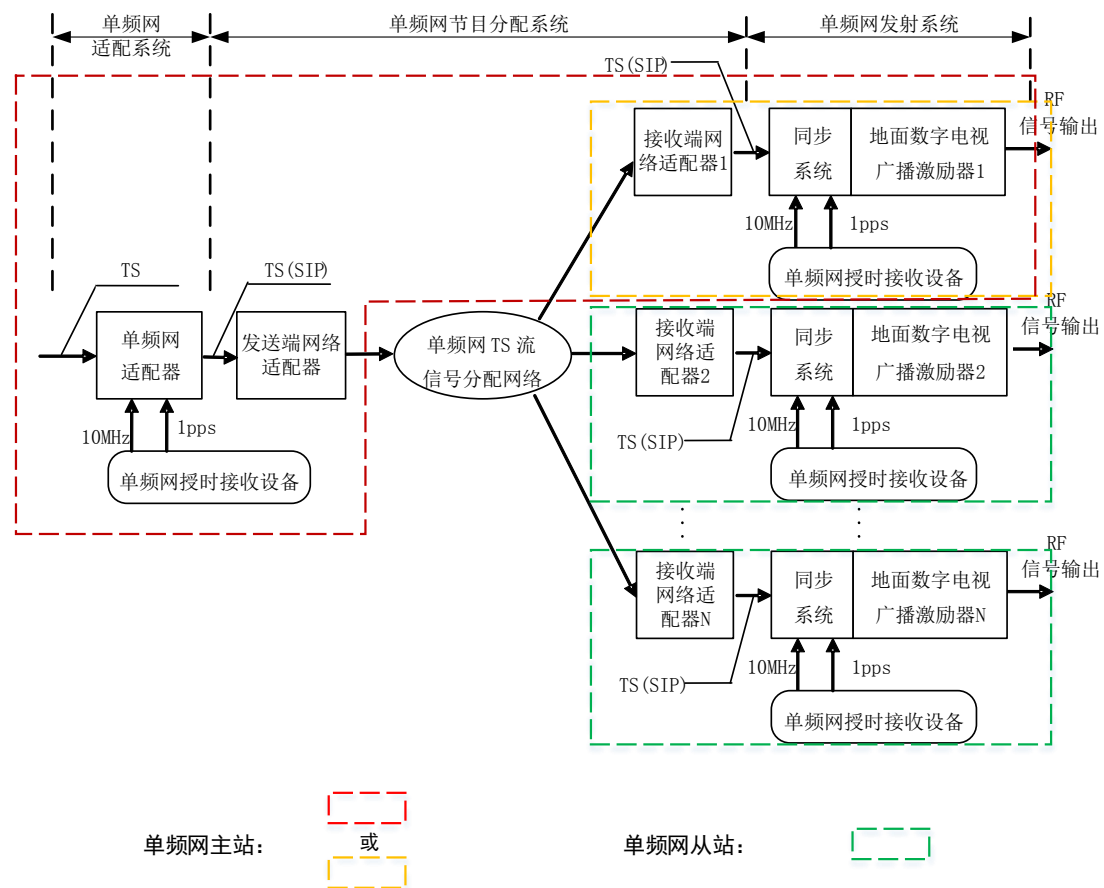 单频网
适配系统
单频网节目分配系统
单频网发射系统
TS(SIP)
接收端网
络适配器1
同步
系统
地面数字电视
广播激励器1
RF
信号输出
10MHz
1pps
单频网授时接收设备
TS
TS(SIP)
单频网
适配器
发送端网络
适配器
10MHz
1pps
单频网授时接收设备
单频网 TS 流
信号分配网络
接收端
网络适
配器2
同步
系统
地面数字电视
广播激励器2
RF
信号输出
TS(SIP)
10MHz
1pps
单频网授时接收设备
接收端
网络适
配器N
同步
系统
地面数字电视
广播激励器N
RF
信号输出
TS(SIP)
10MHz
1pps
单频网授时接收设备
单频网主站：
或
单频网从站：